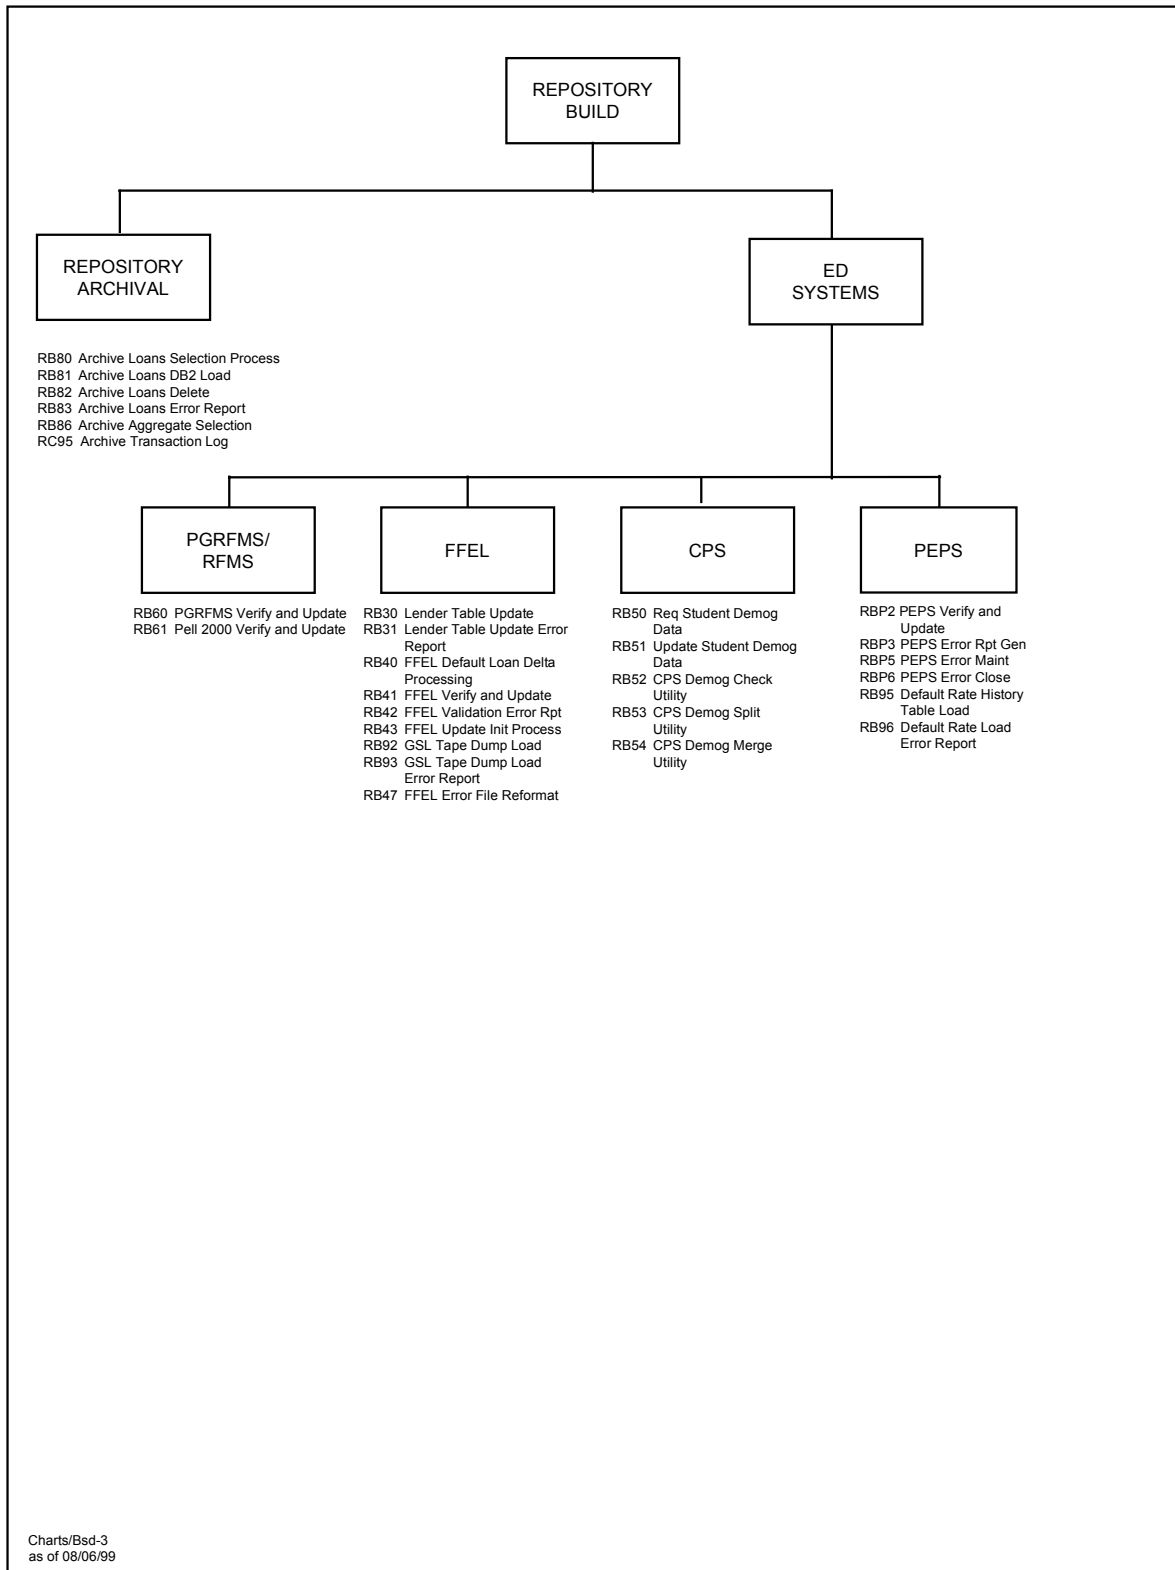 REPOSITORY
BUILD
REPOSITORY
ARCHIVAL
ED
SYSTEMS
RB80 Archive Loans Selection Process
RB81 Archive Loans DB2 Load
RB82 Archive Loans Delete
RB83 Archive Loans Error Report
RB86 Archive Aggregate Selection
RC95 Archive Transaction Log
PGRFMS/
RFMS
FFEL
CPS
PEPS
RB60 PGRFMS Verify and Update
RB61 Pell 2000 Verify and Update
RB30 Lender Table Update
RB31 Lender Table Update Error
Report
RB40 FFEL Default Loan Delta
Processing
RB41 FFEL Verify and Update
RB42 FFEL Validation Error Rpt
RB43 FFEL Update Init Process
RB92 GSL Tape Dump Load
RB93 GSL Tape Dump Load
Error Report
RB47 FFEL Error File Reformat
RB50 Req Student Demog
Data
RB51 Update Student Demog
Data
RB52 CPS Demog Check
Utility
RB53 CPS Demog Split
Utility
RB54 CPS Demog Merge
Utility
RBP2 PEPS Verify and
Update
RBP3 PEPS Error Rpt Gen
RBP5 PEPS Error Maint
RBP6 PEPS Error Close
RB95 Default Rate History
Table Load
RB96 Default Rate Load
Error Report
Charts/Bsd-3
as of 08/06/99